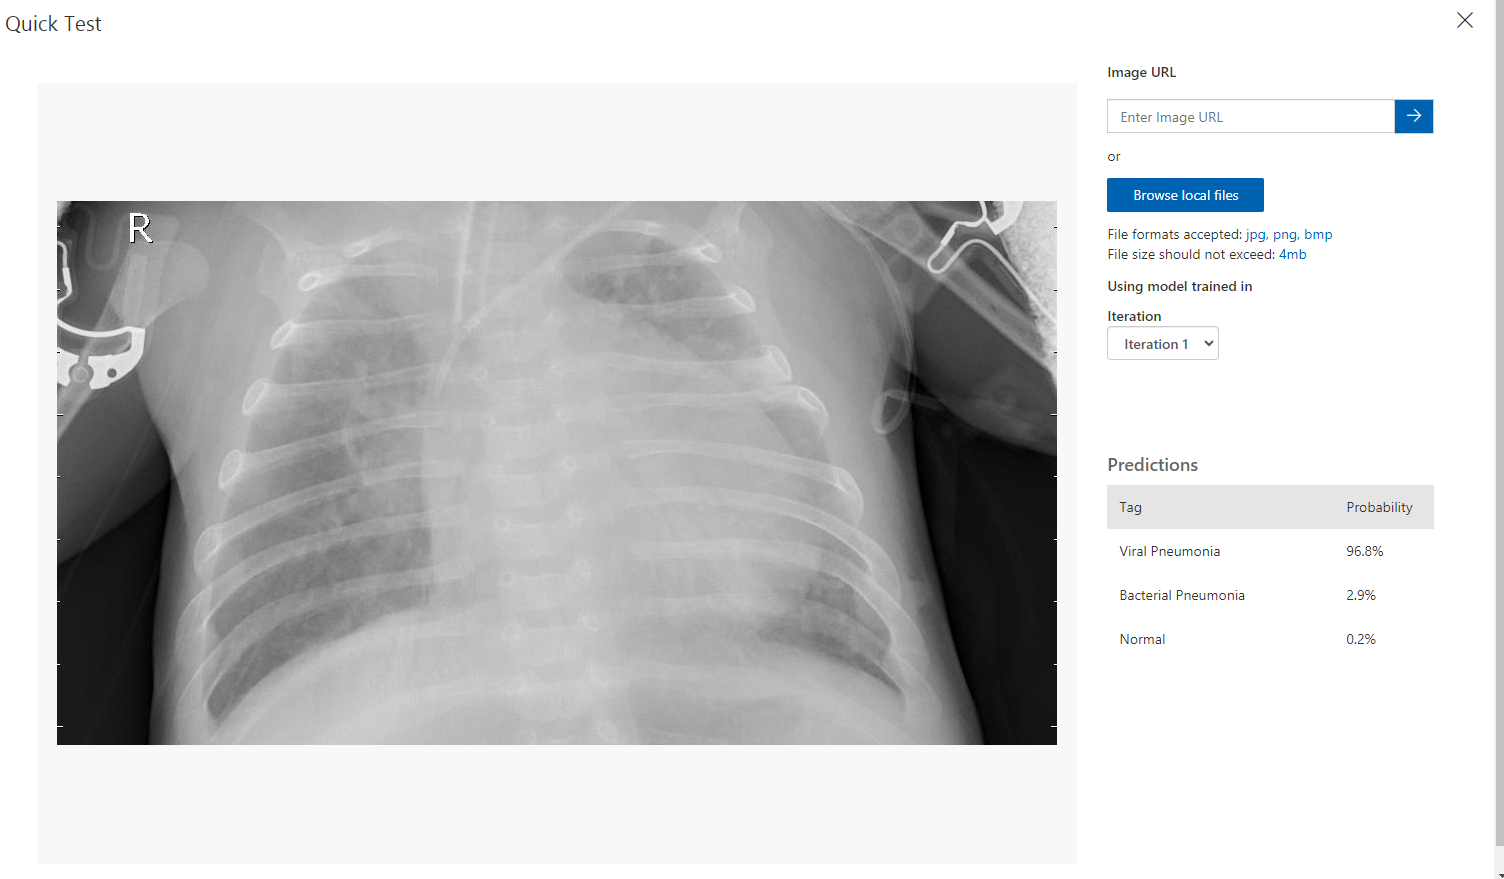 Quick Test
Image URL
Enter Image URL
or
Browse local files
File formats accepted: jpg, png, bmp
File size should not exceed: 4mb
Using model trained in
Iteration
Iteration 1
R
Predictions
Tag Probability
Viral Pneumonia 96.8%
Bacterial Pneumonia 2.9%
Normal 0.2%